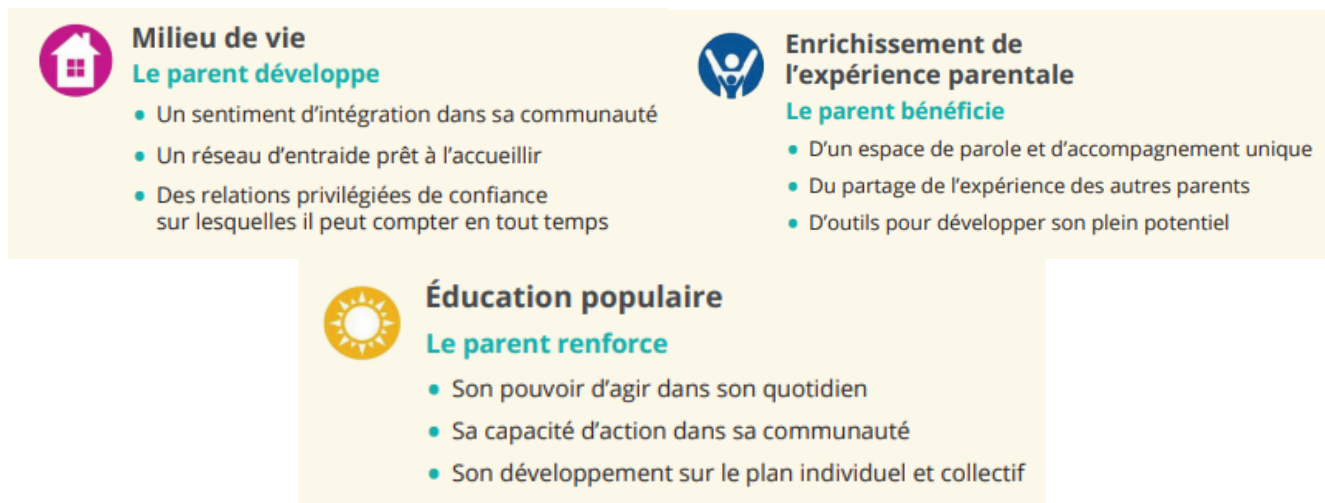 Milieu de vie
Le parent développe
• Un sentiment d'intégration dans sa communauté
• Un réseau d'entraide prêt à l'accueillir
• Des relations privilégiées de confiance
sur lesquelles il peut compter en tout temps
Enrichissement de
l'expérience parentale
Le parent bénéficie
• D'un espace de parole et d'accompagnement unique
• Du partage de l'expérience des autres parents
• D'outils pour développer son plein potentiel
Éducation populaire
Le parent renforce
• Son pouvoir d'agir dans son quotidien
• Sa capacité d'action dans sa communauté
• Son développement sur le plan individuel et collectif